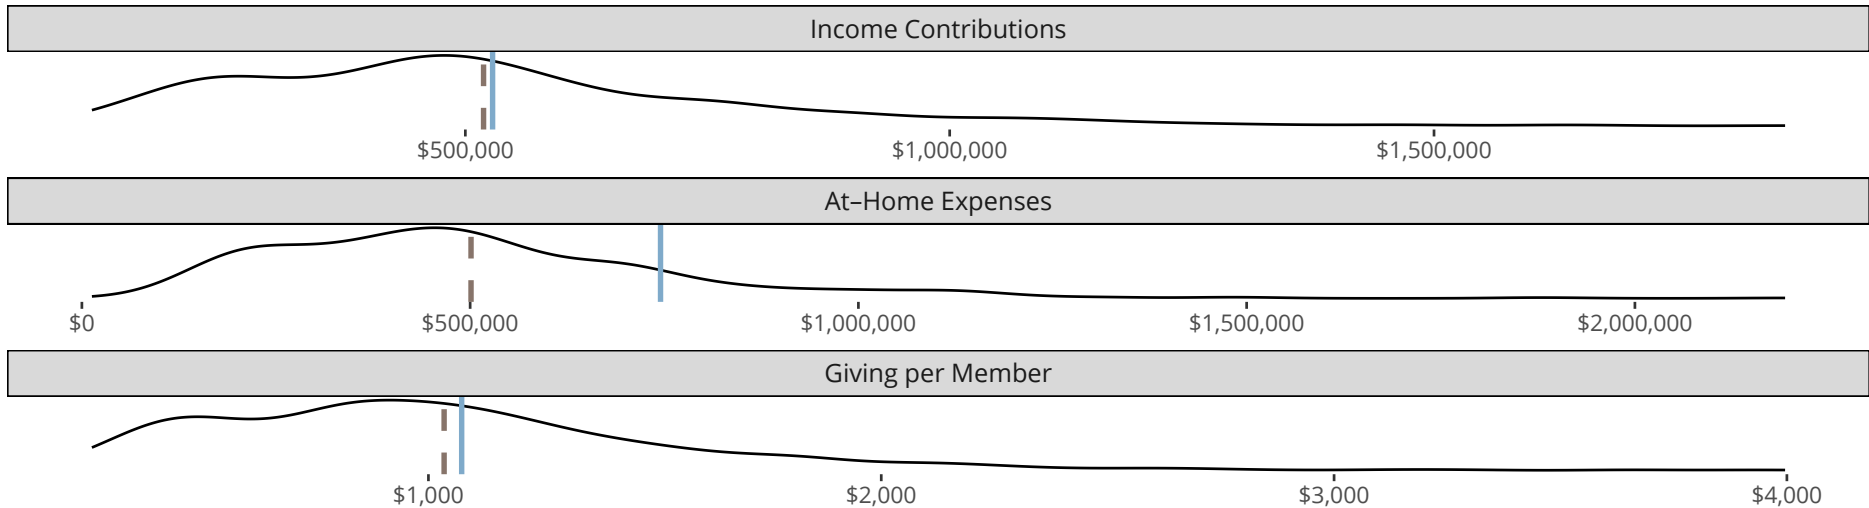 Income Contributions
$500,000 $1,000,000 $1,500,000
At–Home Expenses
$0 $500,000 $1,000,000 $1,500,000 $2,000,000
Giving per Member
$1,000 $2,000 $3,000 $4,000